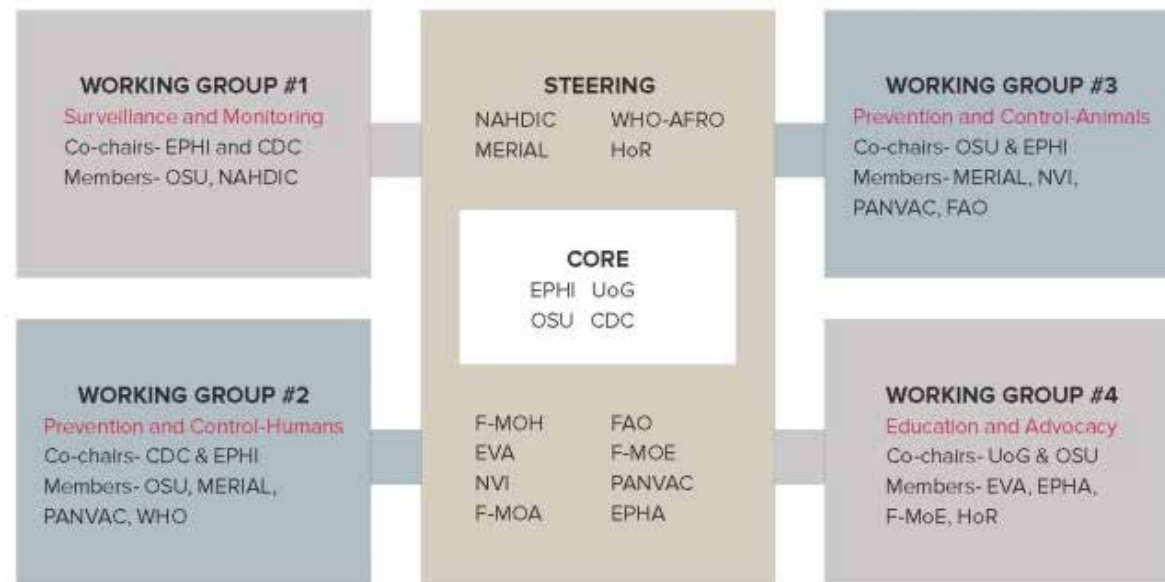 WORKING GROUP #1
Surveillance and Monitoring
Co-chairs- EPHI and CDC
Members- OSU, NAHDIC
WORKING GROUP #2
Prevention and Control-Humans
Co-chairs- CDC & EPHI
Members- OSU, MERIAL,
PANVAC, WHO
STEERING
NAHDIC WHO-AFRO
MERIAL HoR
CORE
EPHI UoG
OSU CDC
F-MOH FAO
EVA F-MOE
NVI PANVAC
F-MOA EPHA
WORKING GROUP #3
Prevention and Control-Animals
Co-chairs- OSU & EPHI
Members- MERIAL, NVI,
PANVAC, FAO
WORKING GROUP #4
Education and Advocacy
Co-chairs- UoG & OSU
Members- EVA, EPHA,
F-MoE, HoR